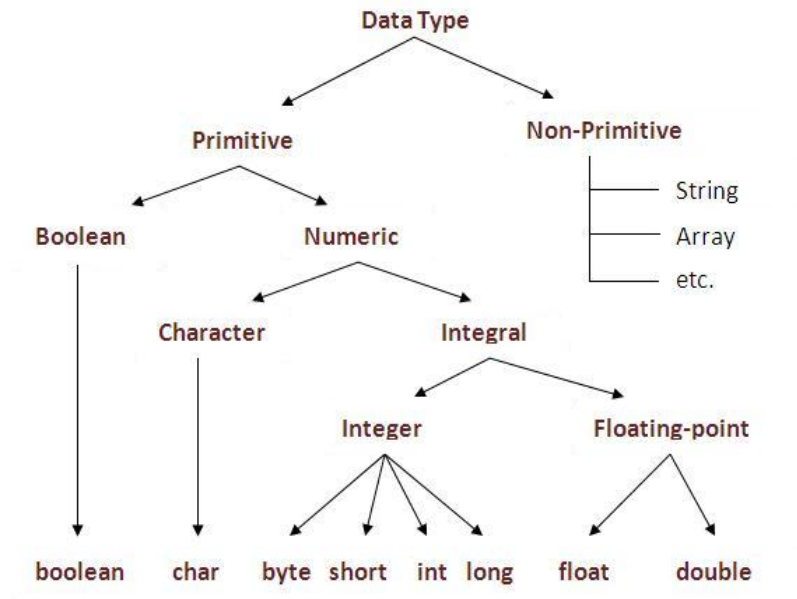 Data Type
Primitive
Non-Primitive
String
Array
etc.
Boolean
Numeric
Character
Integral
Integer
Floating-point
boolean char byte short int long float double